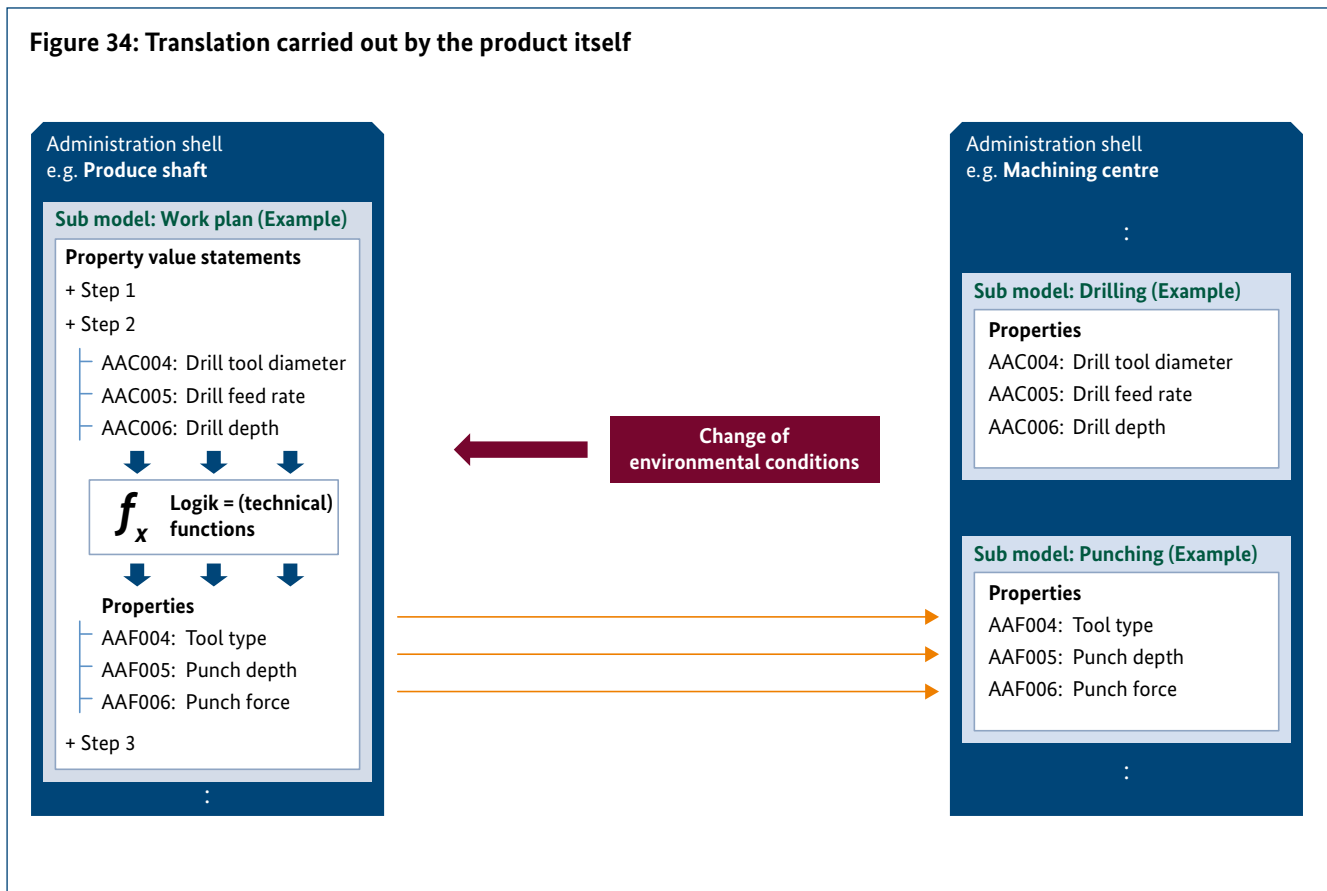 Figure 34: Translation carried out by the product itself
Administration shell
e.g. Produce shaft
Sub model: Work plan (Example)
Property value statements
+ Step 1
+ Step 2
AAC004: Drill tool diameter
AAC005: Drill feed rate
AAC006: Drill depth
fx
Logik = (technical)
functions
Properties
AAF004: Tool type
AAF005: Punch depth
AAF006: Punch force
+ Step 3
:
Change of
environmental conditions
Administration shell
e.g. Machining centre
:
Sub model: Drilling (Example)
Properties
AAC004: Drill tool diameter
AAC005: Drill feed rate
AAC006: Drill depth
Sub model: Punching (Example)
Properties
AAF004: Tool type
AAF005: Punch depth
AAF006: Punch force
: